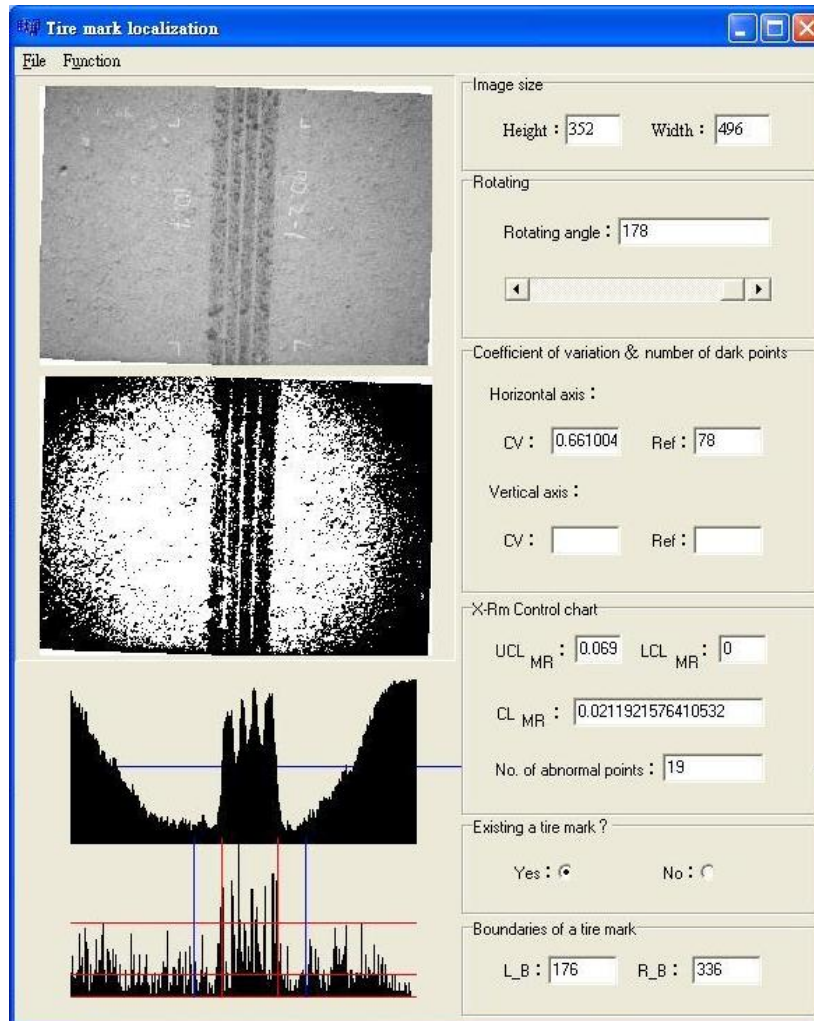 Tire mark localization
File Function
Image size
Height : 352 Width : 496
Rotating
Rotating angle : 178
Coefficient of variation & number of dark points
Horizontal axis :
CV : 0.661004 Ref : 78
Vertical axis :
CV : Ref :
X-Rm Control chart
UCL MR : 0.069 LCL MR : 0
CL MR : 0.0211921576410532
No. of abnormal points : 19
Existing a tire mark ?
Yes : No :
Boundaries of a tire mark
L_B : 176 R_B : 336